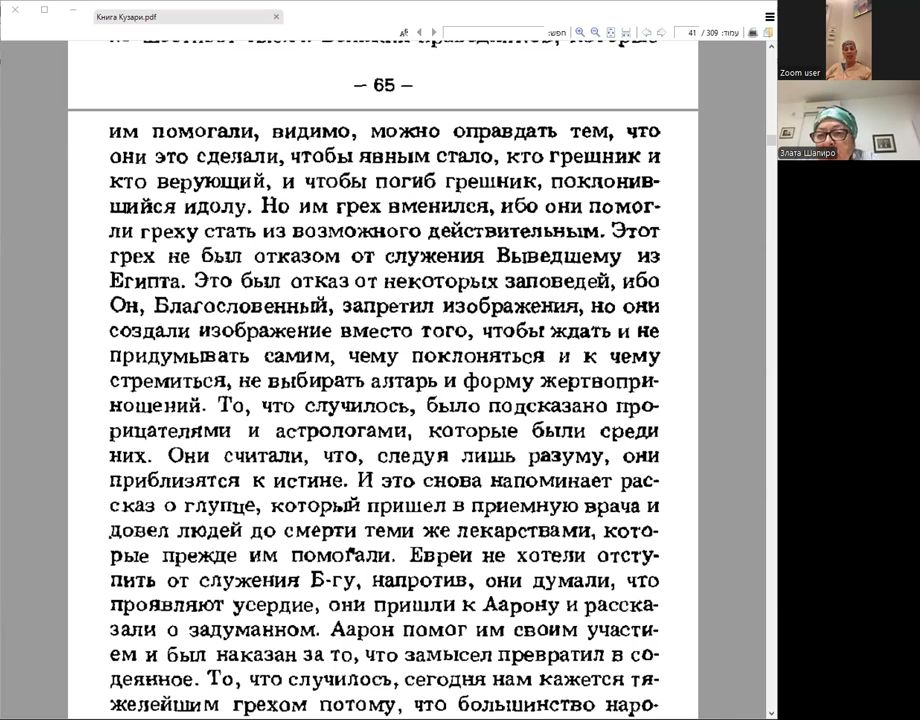 Книга Кузари.pdf
חפש:
עמוד: 309 / 41
— 65 —
им помогали, видимо, можно оправдать тем, что
они это сделали, чтобы явным стало, кто грешник и
кто верующий, и чтобы погиб грешник, поклонив-
шийся идолу. Но им грех вменился, ибо они помог-
ли греху стать из возможного действительным. Этот
грех не был отказом от служения Выведшему из
Египта. Это был отказ от некоторых заповедей, ибо
Он, Благословенный, запретил изображения, но они
создали изображение вместо того, чтобы ждать и не
придумывать самим, чему поклоняться и к чему
стремиться, не выбирать алтарь и форму жертвопри-
ношений. То, что случилось, было подсказано про-
рицателями и астрологами, которые были среди
них. Они считали, что, следуя лишь разуму, они
приблизятся к истине. И это снова напоминает рас-
сказ о глупце, который пришел в приемную врача и
довел людей до смерти теми же лекарствами, кото-
рые прежде им помогали. Евреи не хотели отсту-
пить от служения Б-гу, напротив, они думали, что
проявляют усердие, они пришли к Аарону и расска-
зали о задуманном. Аарон помог им своим участи-
ем и был наказан за то, что замысел превратил в со-
деянное. То, что случилось, сегодня нам кажется тя-
желейшим грехом потому, что большинство наро-
Zoom user
Злата Шапиро